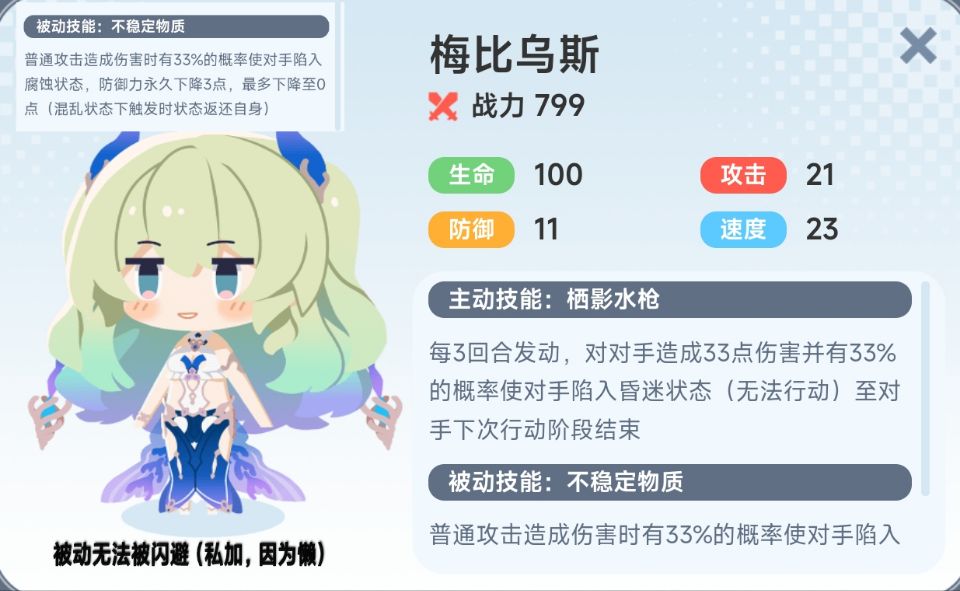 被动技能：不稳定物质
普通攻击造成伤害时有33%的概率使对手陷入
腐蚀状态，防御力永久下降3点，最多下降至0
点（混乱状态下触发时状态返还自身）
梅比乌斯
战力 799
生命 100
攻击 21
防御 11
速度 23
主动技能：栖影水枪
每3回合发动，对对手造成33点伤害并有33%
的概率使对手陷入昏迷状态（无法行动）至对
手下次行动阶段结束
被动技能：不稳定物质
普通攻击造成伤害时有33%的概率使对手陷入
被动无法被闪避（私加，因为懒）